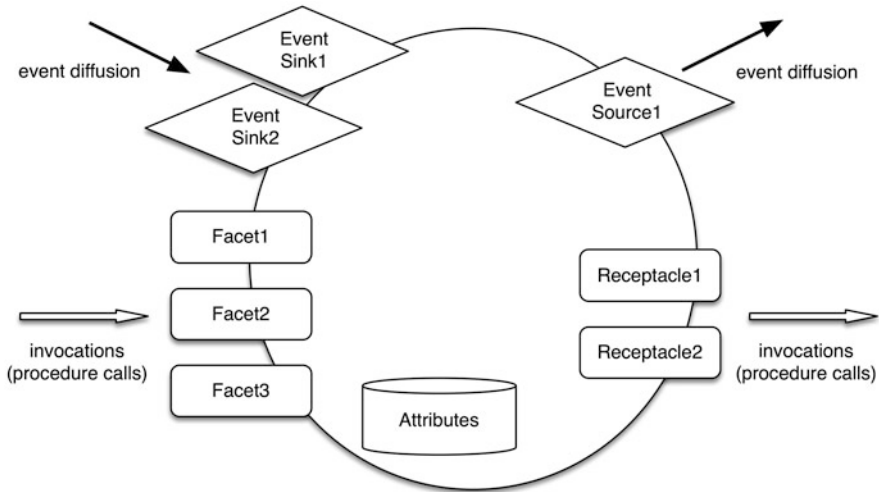 Event
Sink1
event diffusion
Event
Sink2
Event
Source1
event diffusion
Facet1
Facet2
Facet3
invocations
(procedure calls)
Receptacle1
Receptacle2
invocations
(procedure calls)
Attributes